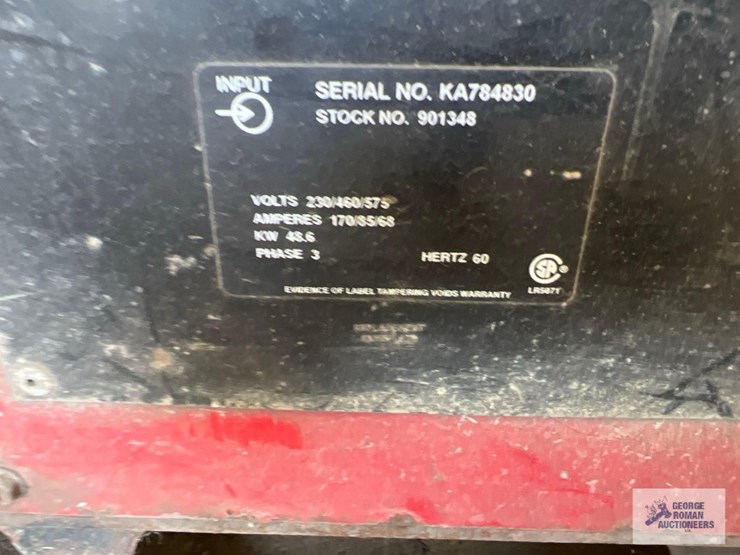 INPUT
SERIAL NO. KA784830
STOCK NO. 901348
VOLTS 230/460/575
AMPERES 170/85/68
KW 48.6
PHASE 3
HERTZ 60
SP ®
LR5071
EVIDENCE OF LABEL TAMPERING VOIDS WARRANTY
GEORGE
ROMAN
AUCTIONEERS